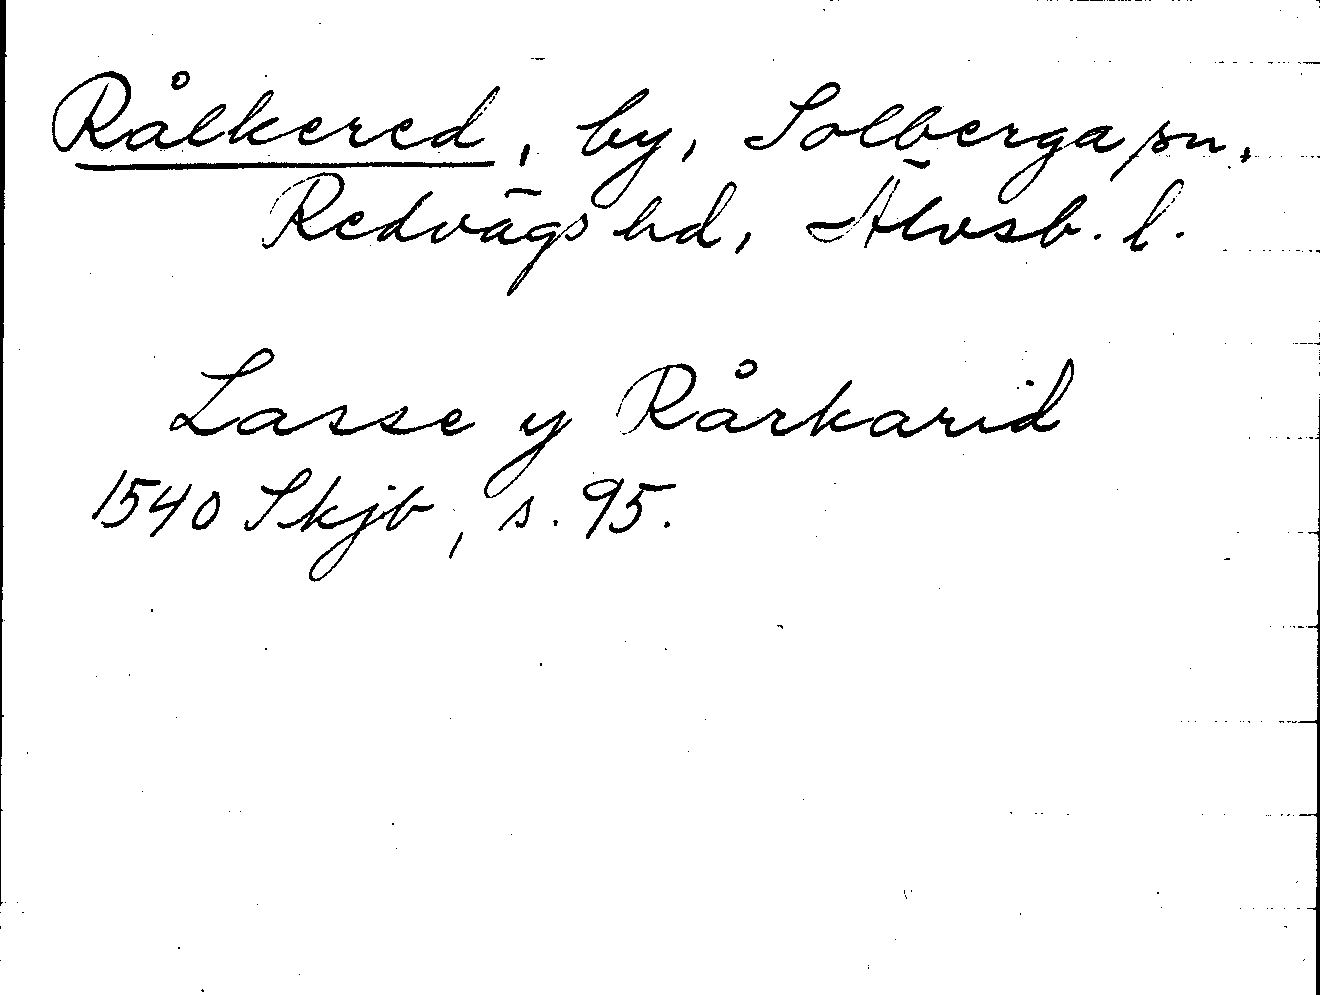 Rålkered, by, Solberga sn,
Redvägs hd, Älvsb. l.
Lasse y Rårkarid
1540 Skjb, s. 95.